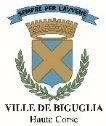 SEMPRE PER L'AVVENE
VILLE DE BIGUGLIA
Haute Corse